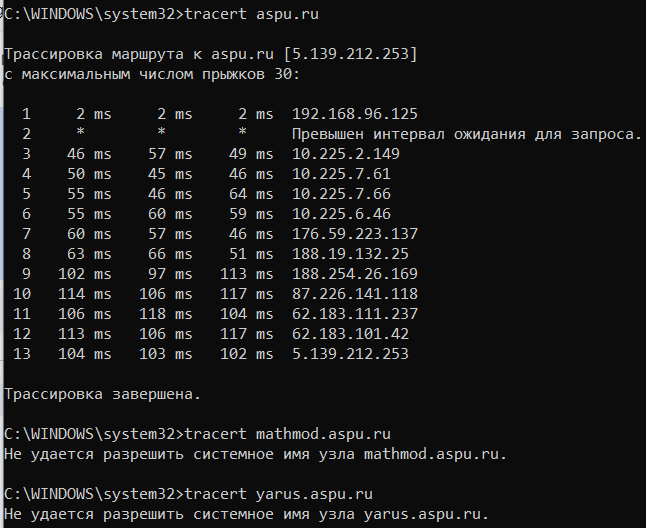 C:\WINDOWS\system32>tracert aspu.ru
Трассировка маршрута к aspu.ru [5.139.212.253]
с максимальным числом прыжков 30:
1 2 ms 2 ms 2 ms 192.168.96.125
2 * * * Превышен интервал ожидания для запроса.
3 46 ms 57 ms 49 ms 10.225.2.149
4 50 ms 45 ms 46 ms 10.225.7.61
5 55 ms 46 ms 64 ms 10.225.7.66
6 55 ms 60 ms 59 ms 10.225.6.46
7 60 ms 57 ms 46 ms 176.59.223.137
8 63 ms 66 ms 51 ms 188.19.132.25
9 102 ms 97 ms 113 ms 188.254.26.169
10 114 ms 106 ms 117 ms 87.226.141.118
11 106 ms 118 ms 104 ms 62.183.111.237
12 113 ms 106 ms 117 ms 62.183.101.42
13 104 ms 103 ms 102 ms 5.139.212.253
Трассировка завершена.
C:\WINDOWS\system32>tracert mathmod.aspu.ru
Не удается разрешить системное имя узла mathmod.aspu.ru.
C:\WINDOWS\system32>tracert yarus.aspu.ru
Не удается разрешить системное имя узла yarus.aspu.ru.